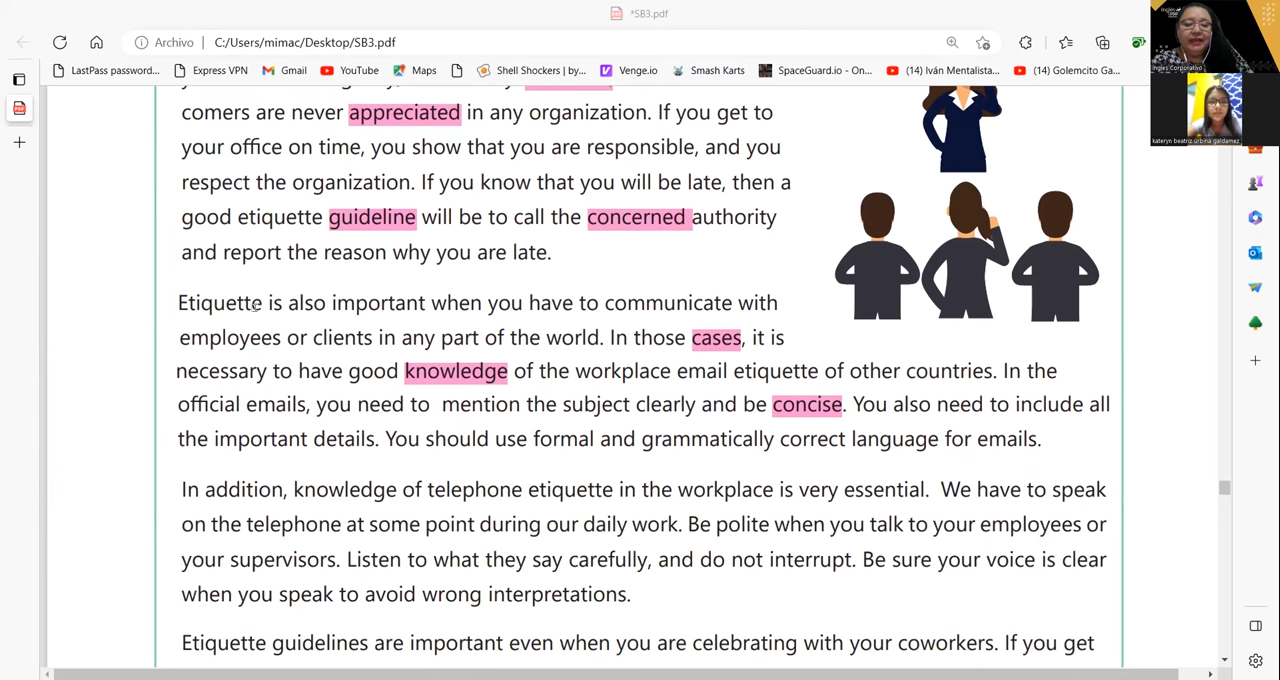 *SB3.pdf
Archivo C:/Users/mimac/Desktop/SB3.pdf
LastPass password... Express VPN Gmail YouTube Maps Shell Shockers | by... Venge.io Smash Karts SpaceGuard.io - On... (14) Iván Mentalista... (14) Golemcito Ga...
comers are never appreciated in any organization. If you get to
your office on time, you show that you are responsible, and you
respect the organization. If you know that you will be late, then a
good etiquette guideline will be to call the concerned authority
and report the reason why you are late.
Etiquette is also important when you have to communicate with
employees or clients in any part of the world. In those cases, it is
necessary to have good knowledge of the workplace email etiquette of other countries. In the
official emails, you need to mention the subject clearly and be concise. You also need to include all
the important details. You should use formal and grammatically correct language for emails.
In addition, knowledge of telephone etiquette in the workplace is very essential. We have to speak
on the telephone at some point during our daily work. Be polite when you talk to your employees or
your supervisors. Listen to what they say carefully, and do not interrupt. Be sure your voice is clear
when you speak to avoid wrong interpretations.
Etiquette guidelines are important even when you are celebrating with your coworkers. If you get
Ingles Corporativo
kateryn beatriz urbina galdamez